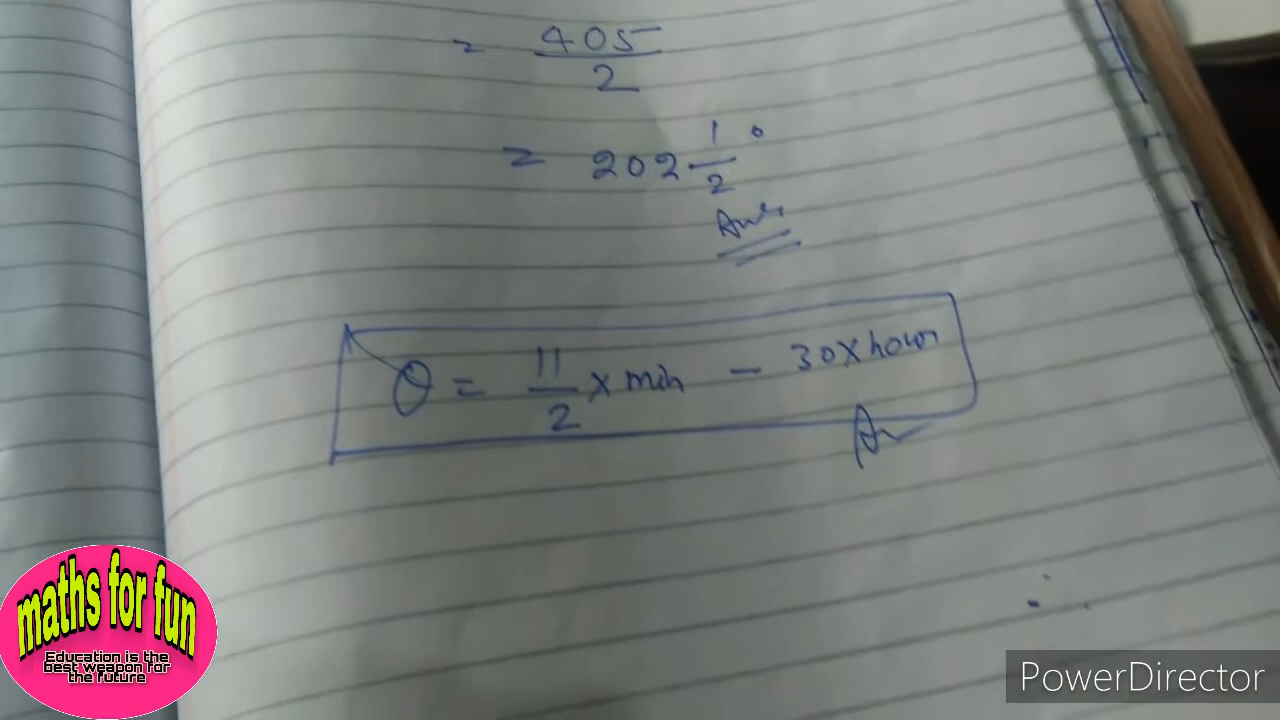 = 405/2
= 202 1/2 °
Ans
θ = 11/2 × min - 30 × hour
maths for fun
Education is the
best weapon for
the future
PowerDirector